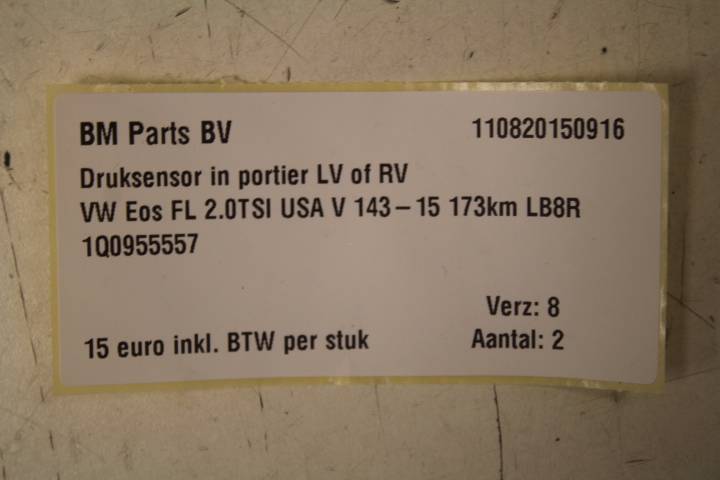 BM Parts BV 110820150916
Druksensor in portier LV of RV
VW Eos FL 2.0TSI USA V 143-15 173km LB8R
1Q0955557
Verz: 8
15 euro inkl. BTW per stuk Aantal: 2